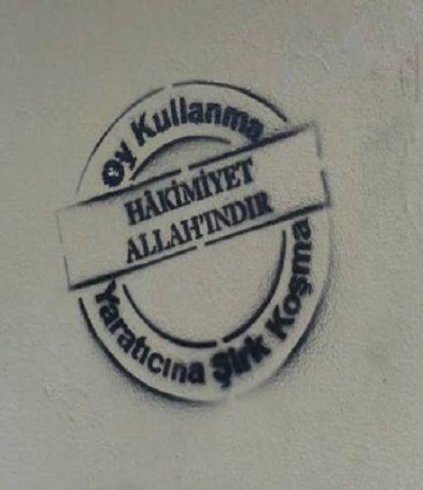 Oy Kullanma
HÂKİMİYET
ALLAH'INDIR
Yaratıcına Şirk Koşma